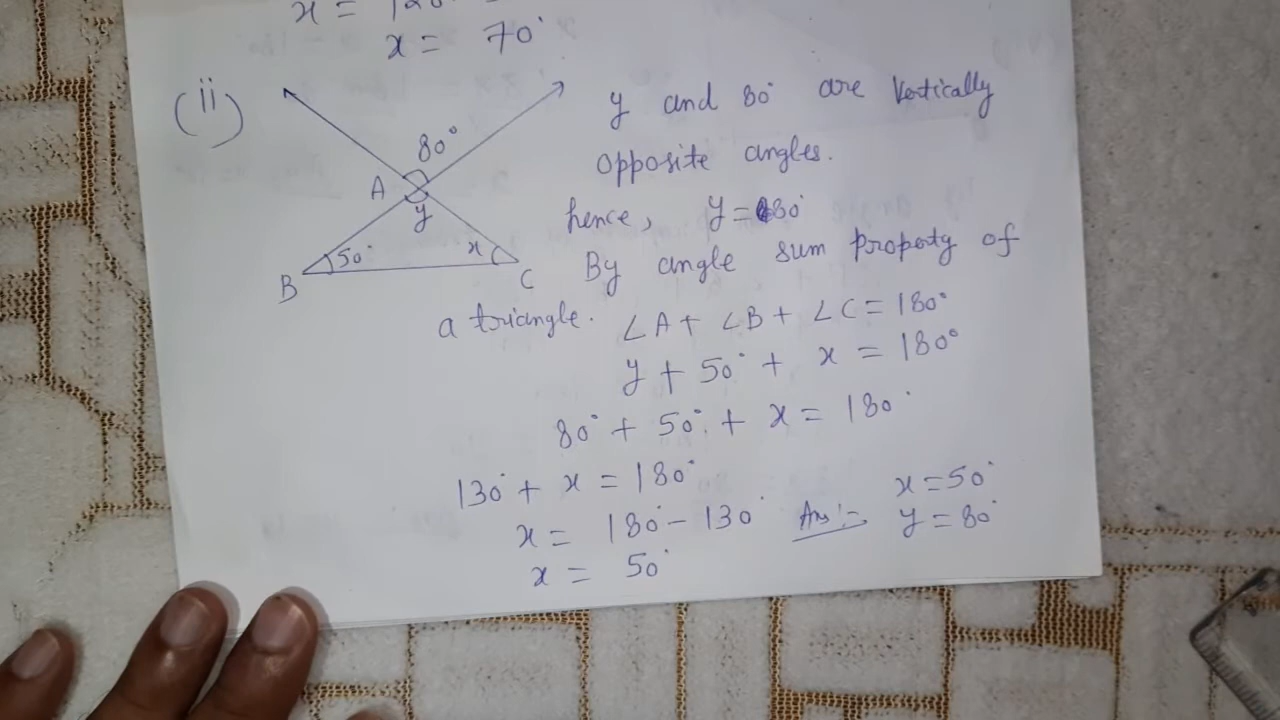 x =
x = 70°
(ii)
80°
A
y
50°
x
B
C
y and 80° are Vertically
opposite angles.
hence, y = 80°
By angle sum property of
a triangle.
∠A + ∠B + ∠C = 180°
y + 50° + x = 180°
80° + 50° + x = 180°
130° + x = 180°
x = 180° - 130°
x = 50°
Ans:- x = 50°
y = 80°